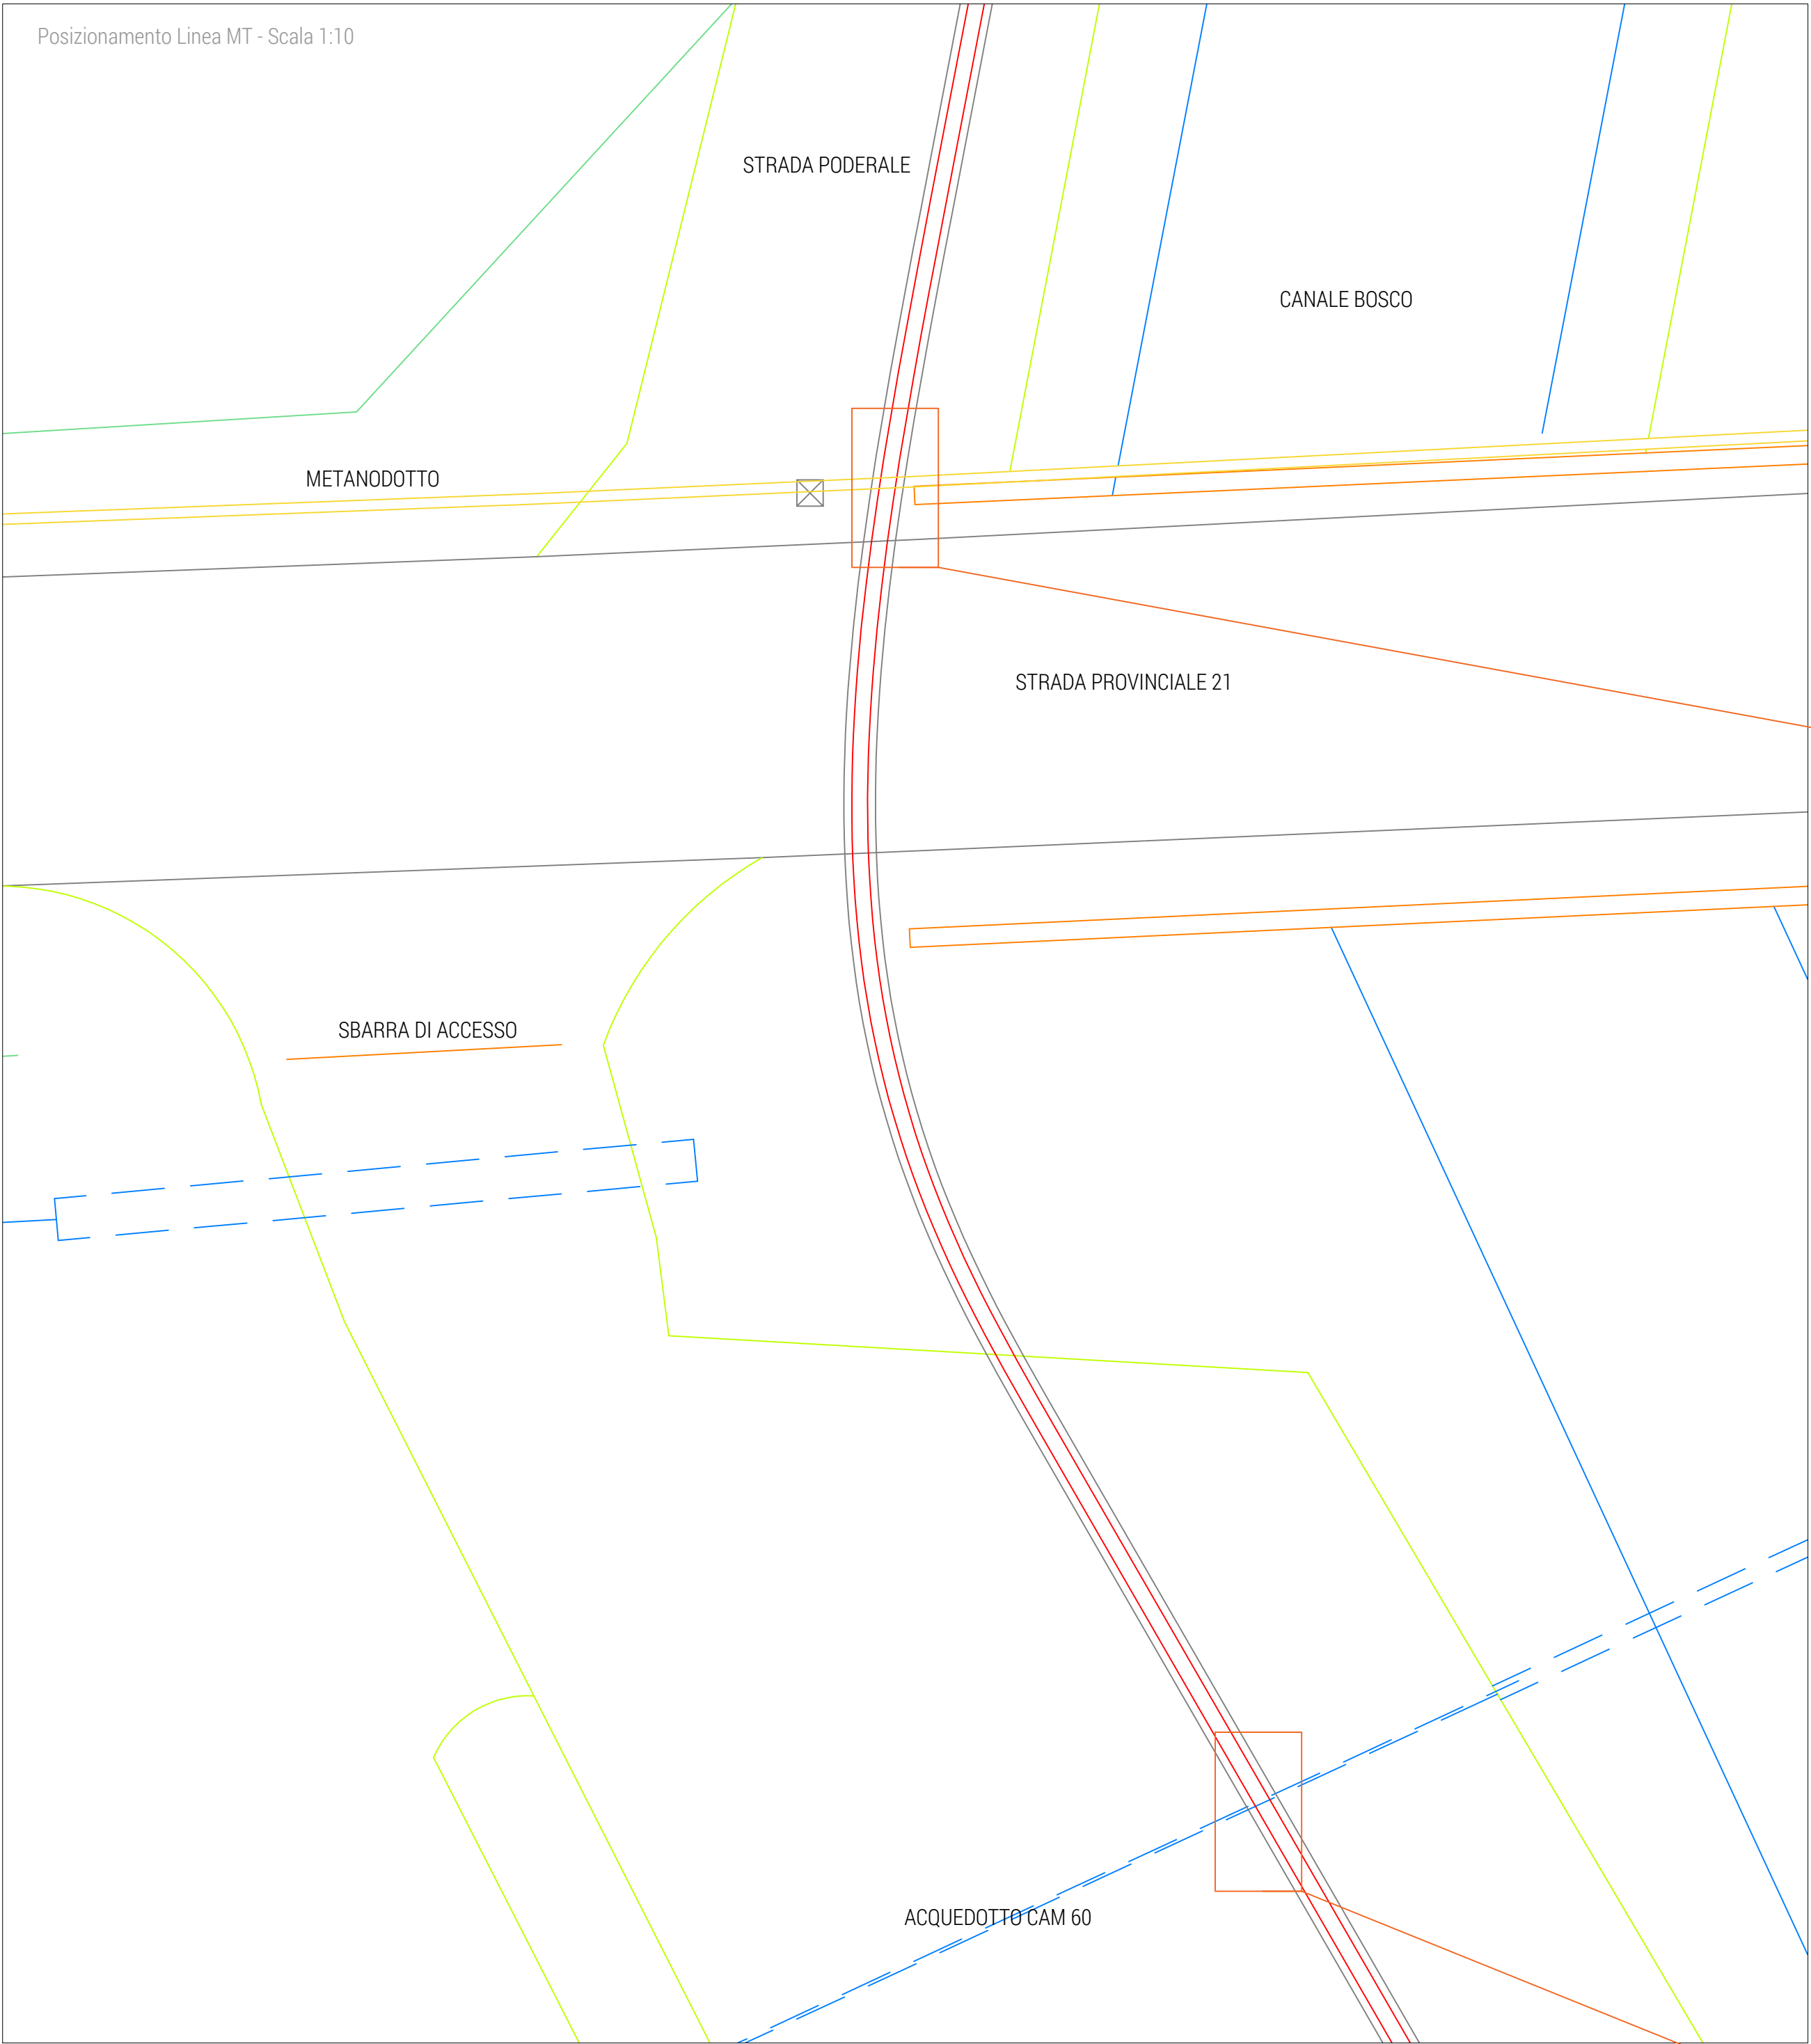 Posizionamento Linea MT - Scala 1:10
STRADA PODERALE
CANALE BOSCO
METANODOTTO
STRADA PROVINCIALE 21
SBARRA DI ACCESSO
ACQUEDOTTO CAM 60